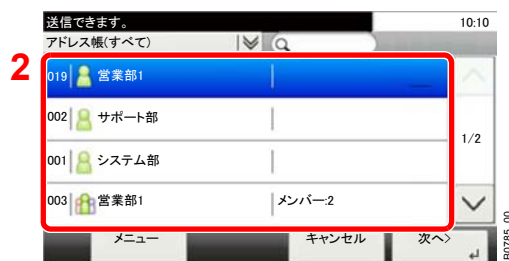 送信できます。 10:10
アドレス帳(すべて)
2
019 営業部1
002 サポート部
001 システム部
1/2
003 営業部1 メンバー:2
メニュー キャンセル 次へ>
B0785_00